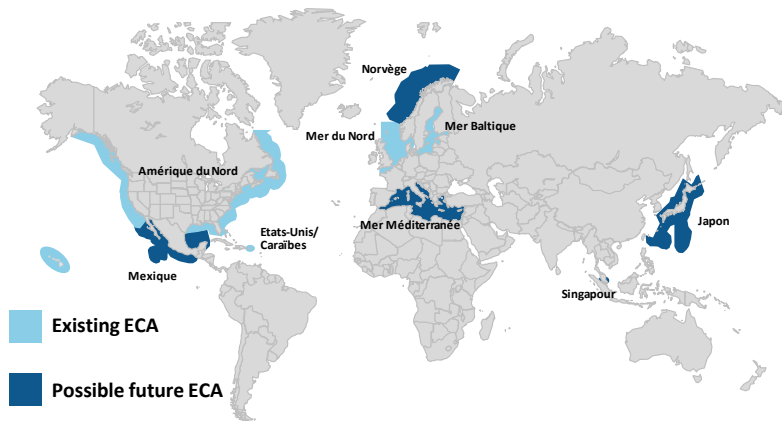 Norvège
Mer du Nord
Mer Baltique
Amérique du Nord
Etats-Unis/
Caraïbes
Mer Méditerranée
Japon
Mexique
Singapour
Existing ECA
Possible future ECA